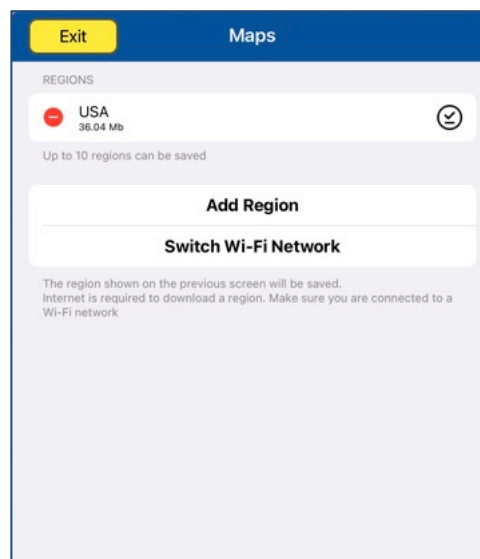 Exit
Maps
REGIONS
USA
36.04 Mb
Up to 10 regions can be saved
Add Region
Switch Wi-Fi Network
The region shown on the previous screen will be saved.
Internet is required to download a region. Make sure you are connected to a
Wi-Fi network